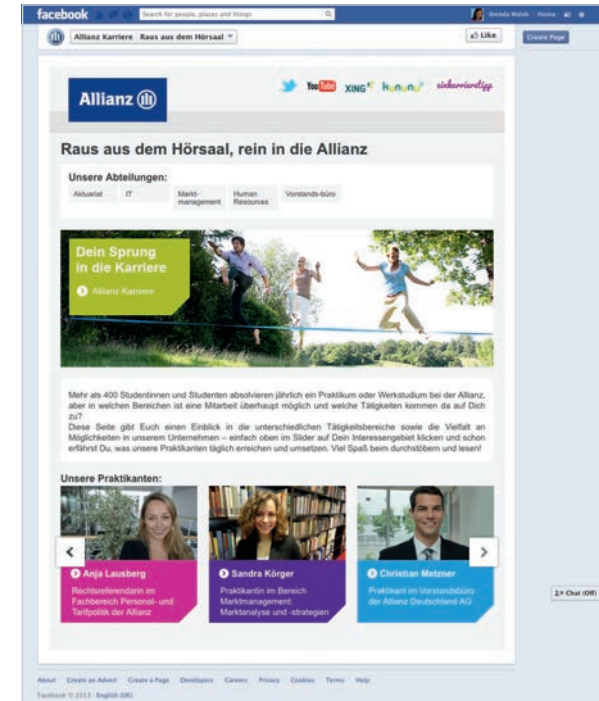 facebook
Search for people, places and things
Brenda Walsh Home
Allianz Karriere Raus aus dem Hörsaal
Like
Create Page
Allianz
YouTube XING kununu einkarrieretipp
Raus aus dem Hörsaal, rein in die Allianz
Unsere Abteilungen:
Aktuariat IT Markt- Human Vorstands-büro
management Resources
Dein Sprung
in die Karriere
Allianz Karriere
Mehr als 400 Studentinnen und Studenten absolvieren jährlich ein Praktikum oder Werkstudium bei der Allianz,
aber in welchen Bereichen ist eine Mitarbeit überhaupt möglich und welche Tätigkeiten kommen da auf Dich
zu?
Diese Seite gibt Euch einen Einblick in die unterschiedlichen Tätigkeitsbereiche sowie die Vielfalt an
Möglichkeiten in unserem Unternehmen – einfach oben im Slider auf Dein Interessengebiet klicken und schon
erfährst Du, was unsere Praktikanten täglich erreichen und umsetzen. Viel Spaß beim durchstöbern und lesen!
Unsere Praktikanten:
Anja Lausberg
Rechtsreferendarin im
Fachbereich Personal- und
Tarifpolitik der Allianz
Sandra Körger
Praktikantin im Bereich
Marktmanagement:
Marktanalyse und -strategien
Christian Metzner
Praktikant im Vorstandsbüro
der Allianz Deutschland AG
Chat (Off)
About Create an Advert Create a Page Developers Careers Privacy Cookies Terms Help
Facebook © 2013 · English (UK)